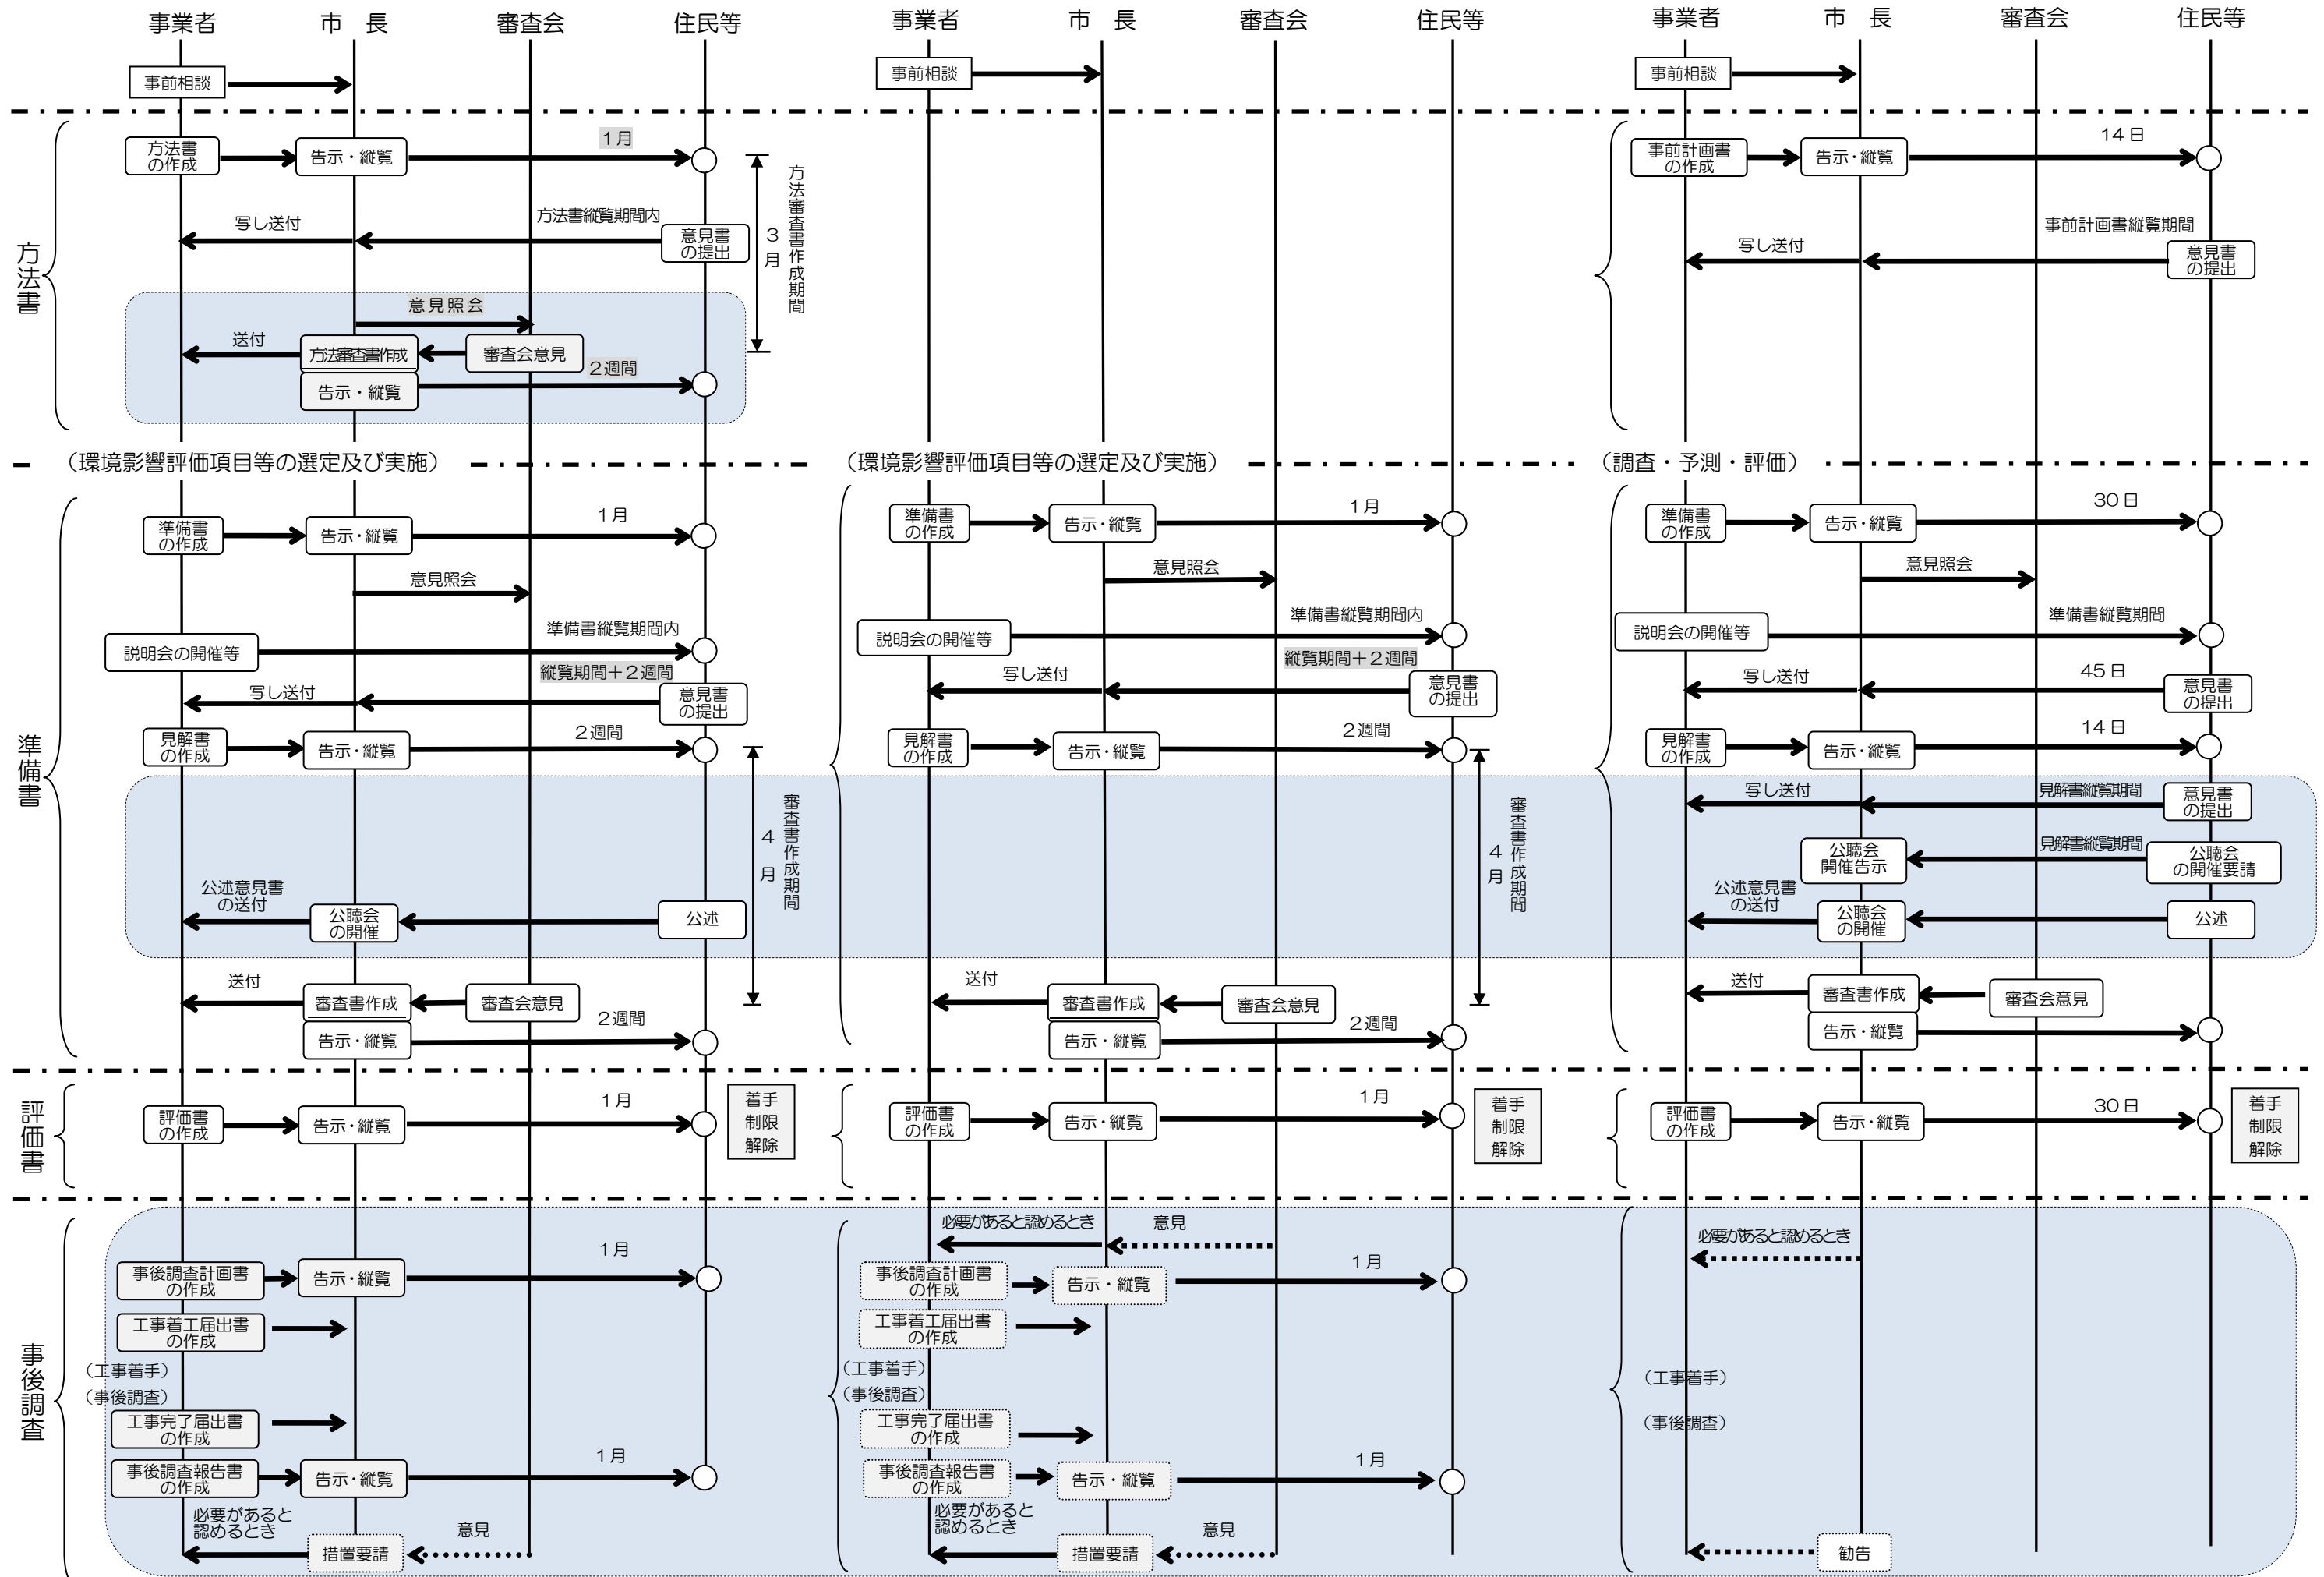 事業者
市　長
審査会
住民等
事前相談
方法書
方法書
の作成
告示・縦覧
１月
写し送付
方法書縦覧期間内
意見書
の提出
３月
方法審査書作成期間
意見照会
送付
方法審査書作成
審査会意見
告示・縦覧
２週間
（環境影響評価項目等の選定及び実施）
準備書
準備書
の作成
告示・縦覧
１月
意見照会
説明会の開催等
準備書縦覧期間内
縦覧期間＋２週間
写し送付
意見書
の提出
見解書
の作成
告示・縦覧
２週間
４月
審査書作成期間
公述意見書
の送付
公聴会
の開催
公述
送付
審査書作成
審査会意見
告示・縦覧
２週間
評価書
評価書
の作成
告示・縦覧
１月
着手
制限
解除
事後調査
事後調査計画書
の作成
告示・縦覧
１月
工事着工届出書
の作成
（工事着手）
（事後調査）
工事完了届出書
の作成
事後調査報告書
の作成
告示・縦覧
１月
必要があると
認めるとき
措置要請
意見
事業者
市　長
審査会
住民等
事前相談
（環境影響評価項目等の選定及び実施）
準備書
の作成
告示・縦覧
１月
意見照会
説明会の開催等
準備書縦覧期間内
縦覧期間＋２週間
写し送付
意見書
の提出
見解書
の作成
告示・縦覧
２週間
４月
審査書作成期間
送付
審査書作成
審査会意見
告示・縦覧
２週間
評価書
の作成
告示・縦覧
１月
着手
制限
解除
必要があると認めるとき
意見
事後調査計画書
の作成
告示・縦覧
１月
工事着工届出書
の作成
（工事着手）
（事後調査）
工事完了届出書
の作成
事後調査報告書
の作成
告示・縦覧
１月
必要があると
認めるとき
措置要請
意見
事業者
市　長
審査会
住民等
事前相談
事前計画書
の作成
告示・縦覧
14日
事前計画書縦覧期間
写し送付
意見書
の提出
（調査・予測・評価）
準備書
の作成
告示・縦覧
30日
意見照会
説明会の開催等
準備書縦覧期間
写し送付
45日
意見書
の提出
見解書
の作成
告示・縦覧
14日
写し送付
見解書縦覧期間
意見書
の提出
公聴会
開催告示
見解書縦覧期間
公聴会
の開催要請
公述意見書
の送付
公聴会
の開催
公述
送付
審査書作成
審査会意見
告示・縦覧
評価書
の作成
告示・縦覧
30日
着手
制限
解除
必要があると認めるとき
（工事着手）
（事後調査）
勧告